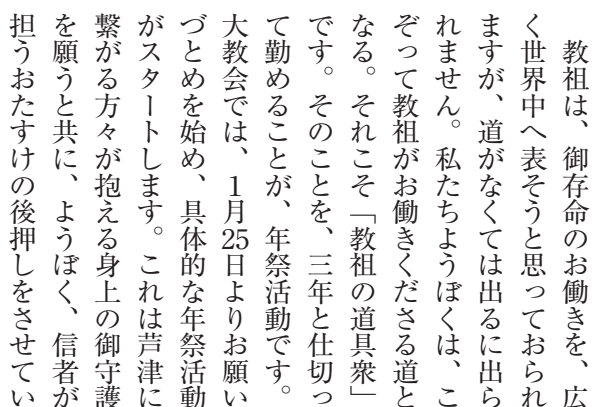 教祖は、御存命のお働きを、広
く世界中へ表そうと思っておられ
ますが、道がなくては出るに出ら
れません。私たちようぼくは、こ
ぞって教祖がお働きくださる道と
なる。それこそ「教祖の道具衆」
です。そのことを、三年と仕切っ
て勤めることが、年祭活動です。
大教会では、1月25日よりお願い
づとめを始め、具体的な年祭活動
がスタートします。これは芦津に
繋がる方々が抱える身上の御守護
を願うと共に、ようぼく、信者が
担うおたすけの後押しをさせてい